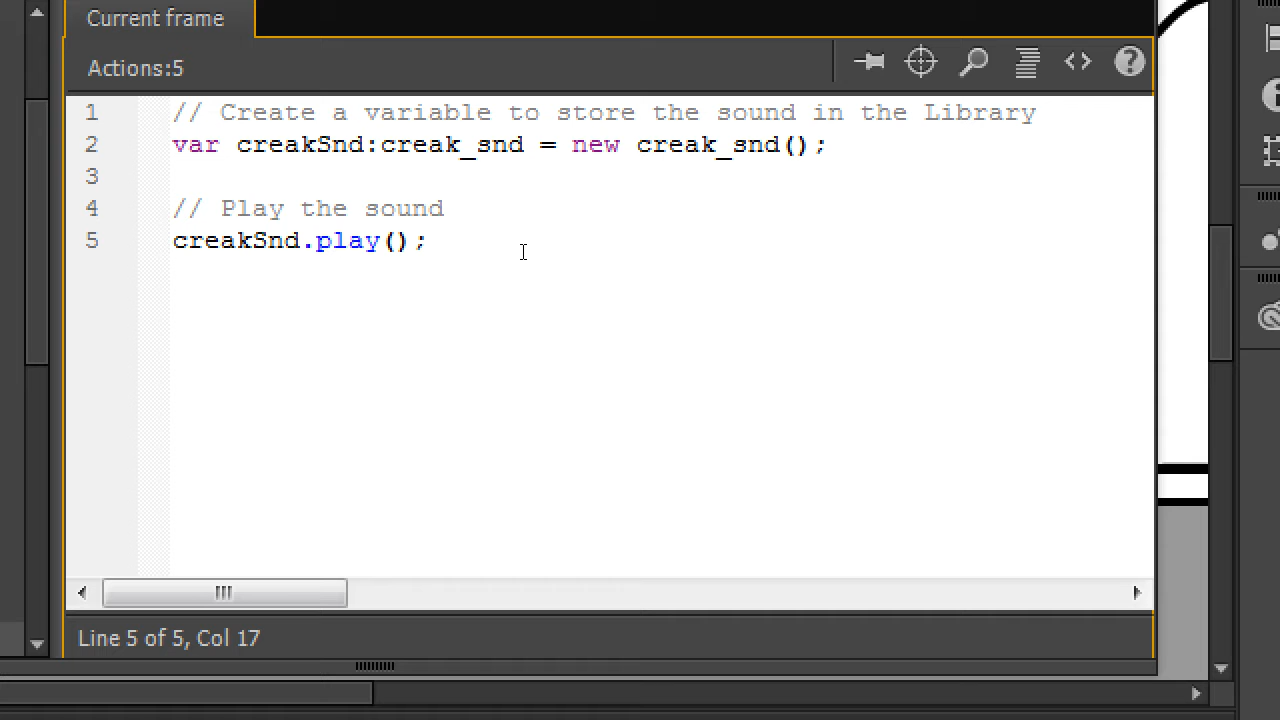 Current frame
Actions:5
1 // Create a variable to store the sound in the Library
2 var creakSnd:creak_snd = new creak_snd();
3
4 // Play the sound
5 creakSnd.play();
Line 5 of 5, Col 17